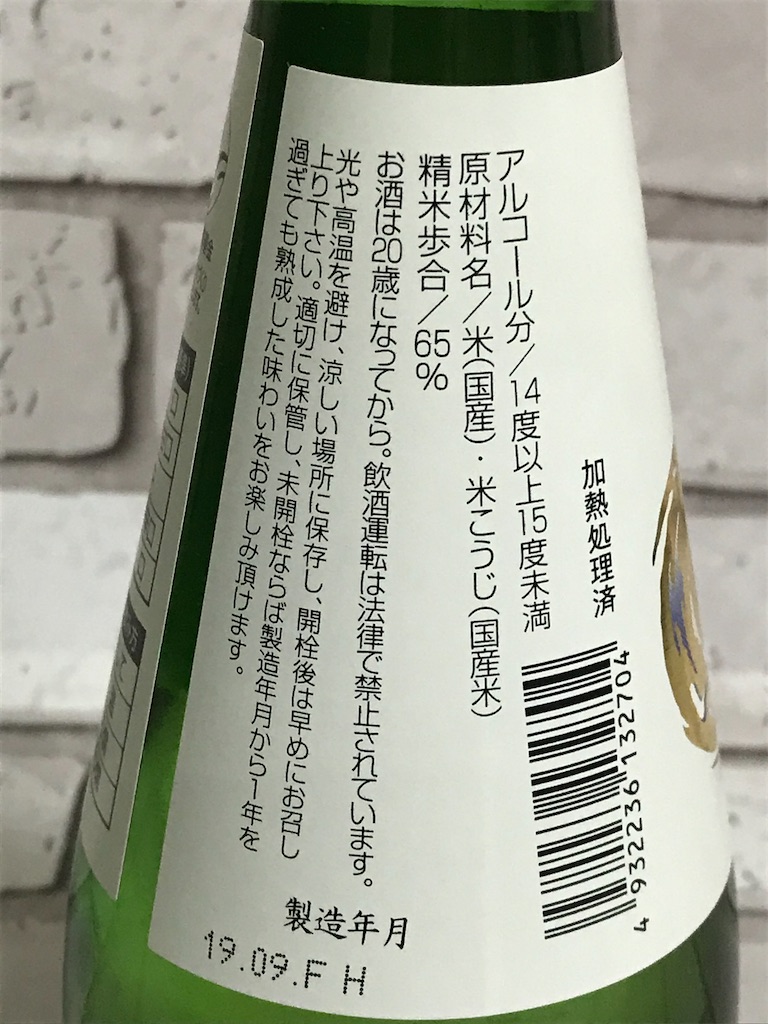 加熱処理済
アルコール分/14度以上15度未満
原材料名/米(国産)・米こうじ(国産米)
精米歩合/65%
お酒は20歳になってから。飲酒運転は法律で禁止されています。
光や高温を避け、涼しい場所に保存し、開栓後は早めにお召し
上り下さい。適切に保管し、未開栓ならば製造年月から1年を
過ぎても熟成した味わいをお楽しみ頂けます。
4 932236 132704
製造年月
19.09.F H